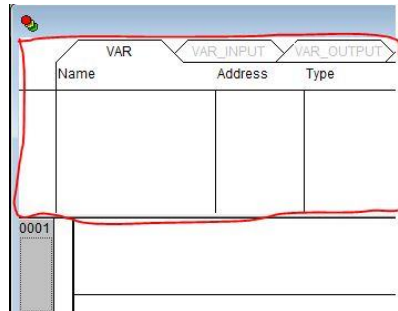 VAR VAR_INPUT VAR_OUTPUT
Name Address Type
0001